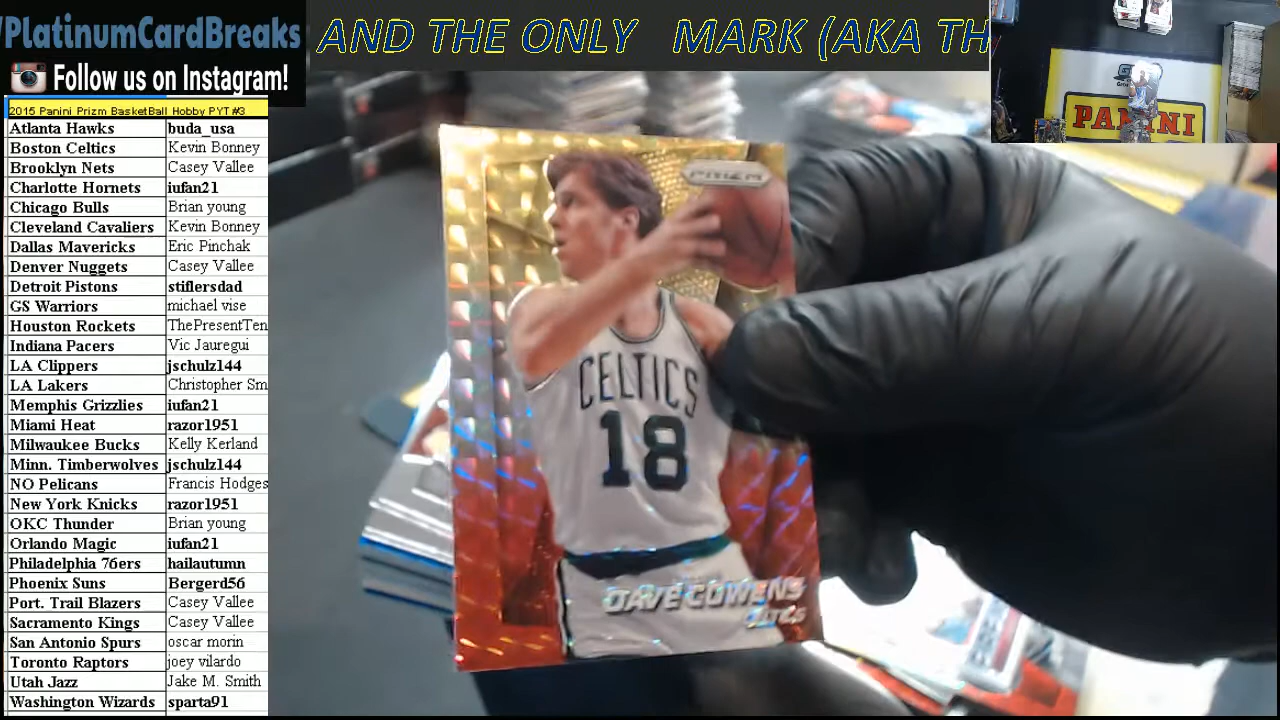 /PlatinumCardBreaks
Follow us on Instagram!
AND THE ONLY MARK (AKA TH
PANINI
2015 Panini Prizm BasketBall Hobby PYT #3
Atlanta Hawks buda_usa
Boston Celtics Kevin Bonney
Brooklyn Nets Casey Vallee
Charlotte Hornets iufan21
Chicago Bulls Brian young
Cleveland Cavaliers Kevin Bonney
Dallas Mavericks Eric Pinchak
Denver Nuggets Casey Vallee
Detroit Pistons stiflersdad
GS Warriors michael vise
Houston Rockets ThePresentTen
Indiana Pacers Vic Jauregui
LA Clippers jschulz144
LA Lakers Christopher Sm
Memphis Grizzlies iufan21
Miami Heat razor1951
Milwaukee Bucks Kelly Kerland
Minn. Timberwolves jschulz144
NO Pelicans Francis Hodges
New York Knicks razor1951
OKC Thunder Brian young
Orlando Magic iufan21
Philadelphia 76ers hailautumn
Phoenix Suns Bergerd56
Port. Trail Blazers Casey Vallee
Sacramento Kings Casey Vallee
San Antonio Spurs oscar morin
Toronto Raptors joey vilardo
Utah Jazz Jake M. Smith
Washington Wizards sparta91
PRIZM
CELTICS
18
DAVE COWENS
CELTICS